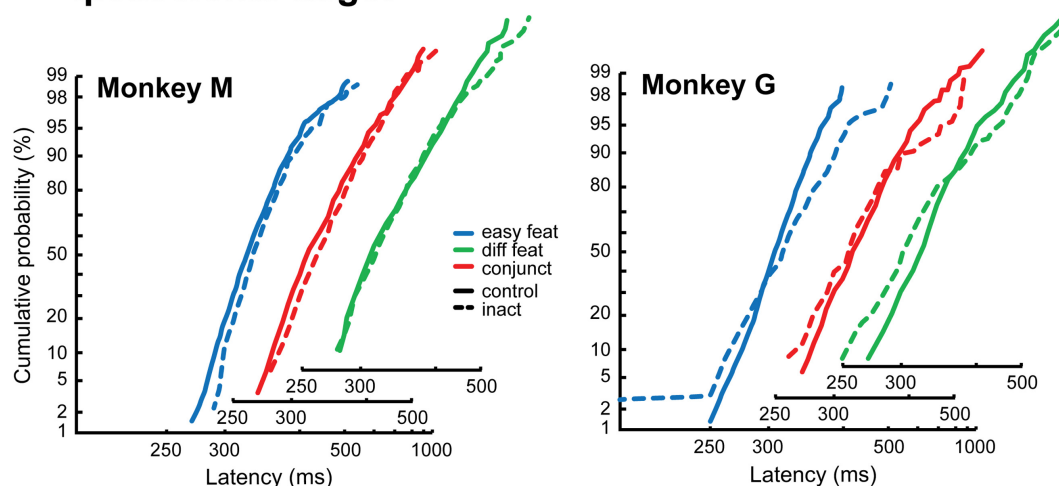 Monkey M
Cumulative probability (%)
99
98
95
90
80
50
20
10
5
2
1
250 300 500 1000
250 300 500
250 300 500
Latency (ms)
easy feat
diff feat
conjunct
control
inact
Monkey G
99
98
95
90
80
50
20
10
5
2
1
250 300 500
250 300 500
250 300 500 1000
Latency (ms)